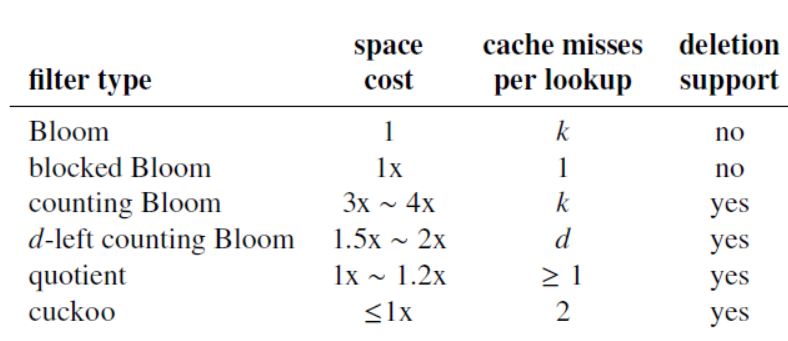 space cache misses deletion
filter type cost per lookup support
Bloom 1 k no
blocked Bloom 1x 1 no
counting Bloom 3x ~ 4x k yes
d-left counting Bloom 1.5x ~ 2x d yes
quotient 1x ~ 1.2x ≥ 1 yes
cuckoo ≤1x 2 yes